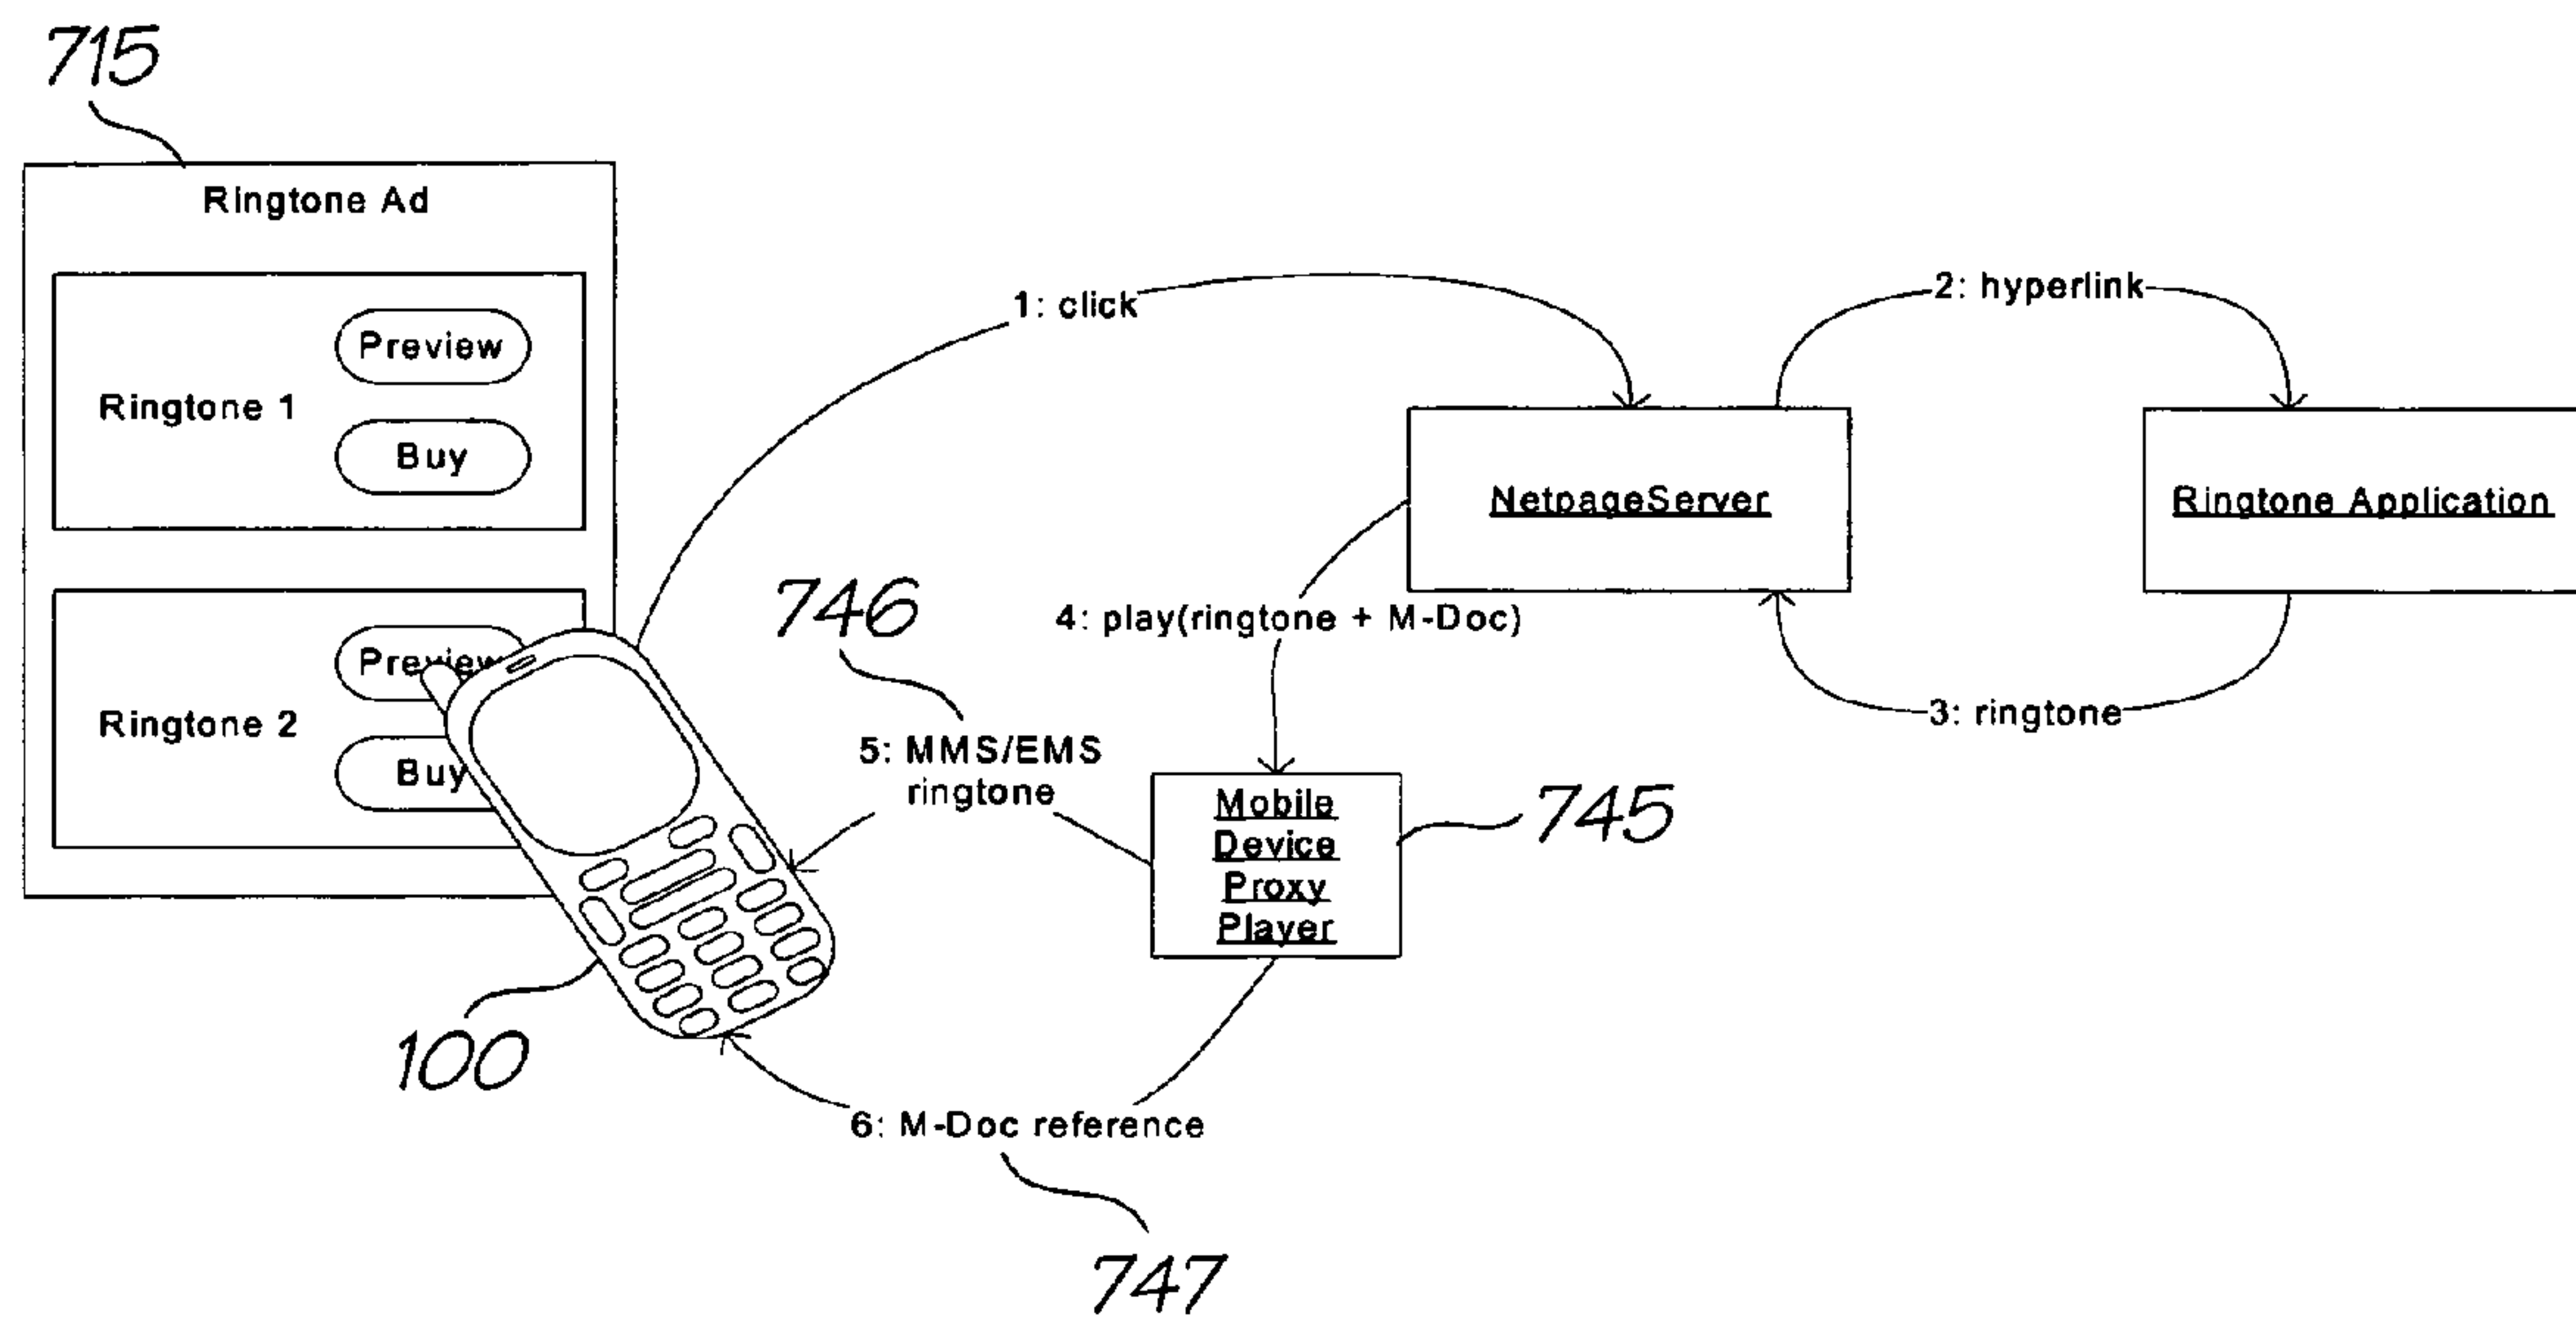 715
Ringtone Ad
Preview
Ringtone 1
Buy
Preview
Ringtone 2
Buy
100
1: click
2: hyperlink
NetpageServer
Ringtone Application
3: ringtone
4: play(ringtone + M-Doc)
746
5: MMS/EMS
ringtone
Mobile
Device
Proxy
Player
745
6: M-Doc reference
747